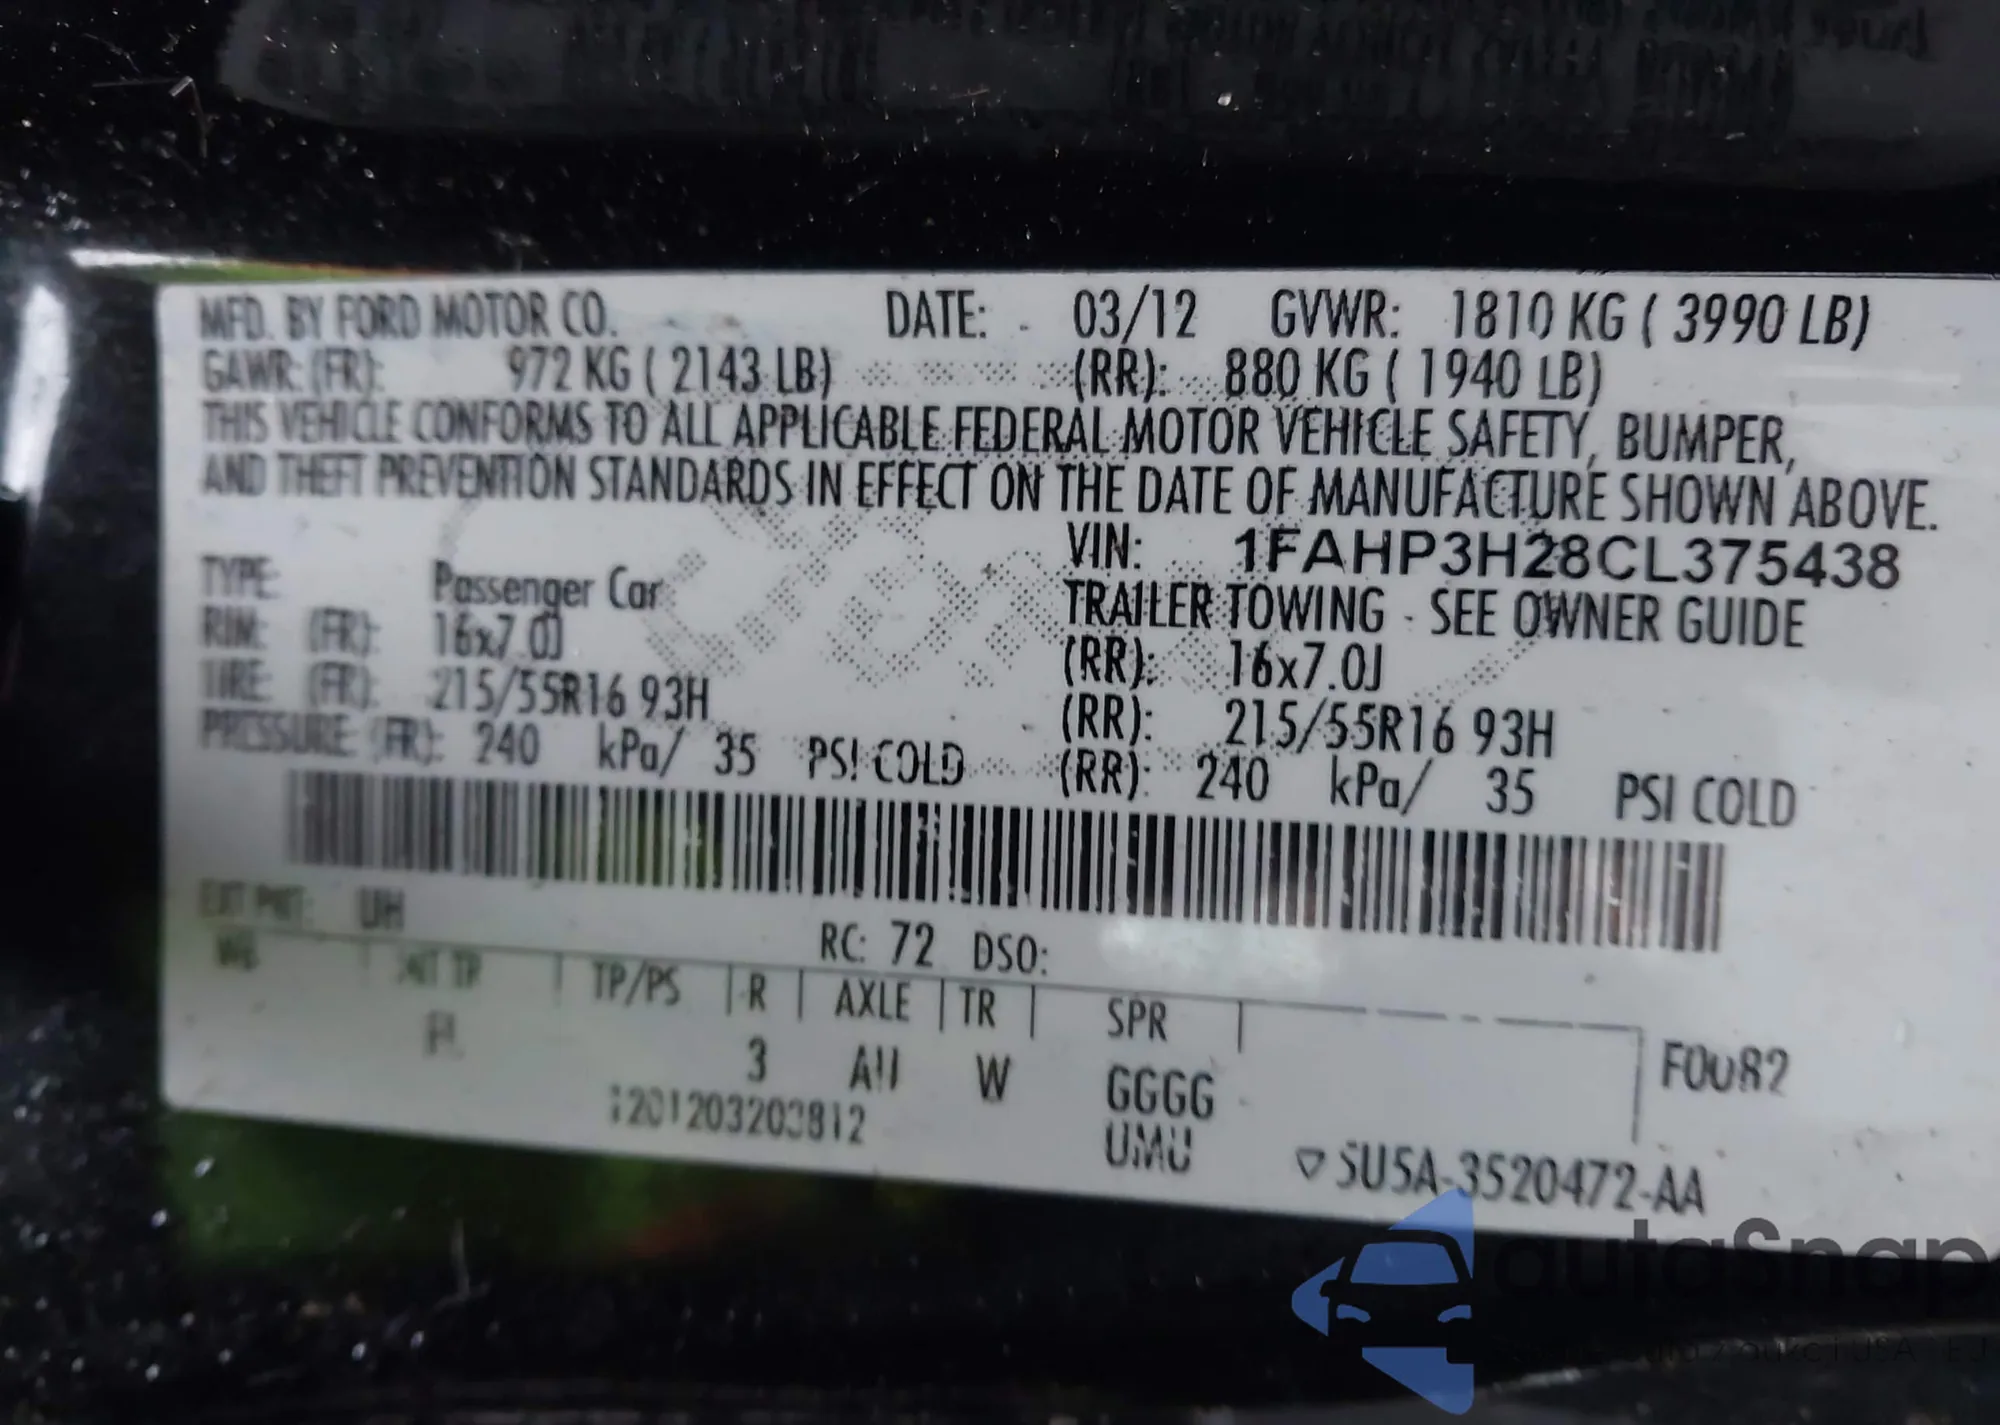 MFD. BY FORD MOTOR CO. DATE: 03/12 GVWR: 1810 KG ( 3990 LB)
GAWR: (FR): 972 KG ( 2143 LB) (RR): 880 KG ( 1940 LB)
THIS VEHICLE CONFORMS TO ALL APPLICABLE FEDERAL MOTOR VEHICLE SAFETY, BUMPER,
AND THEFT PREVENTION STANDARDS IN EFFECT ON THE DATE OF MANUFACTURE SHOWN ABOVE.
VIN: 1FAHP3H28CL375438
TYPE: Passenger Car TRAILER TOWING - SEE OWNER GUIDE
RIM: (FR): 16x7.0J (RR): 16x7.0J
TIRE: (FR): 215/55R16 93H (RR): 215/55R16 93H
PRESSURE (FR): 240 kPa/ 35 PSI COLD (RR): 240 kPa/ 35 PSI COLD
EXT PNT: UH RC: 72 DSO:
WB INT TR TP/PS R AXLE TR SPR
3 W GGGG
UMU
▽ SU5A-3520472-AA
autoSnap